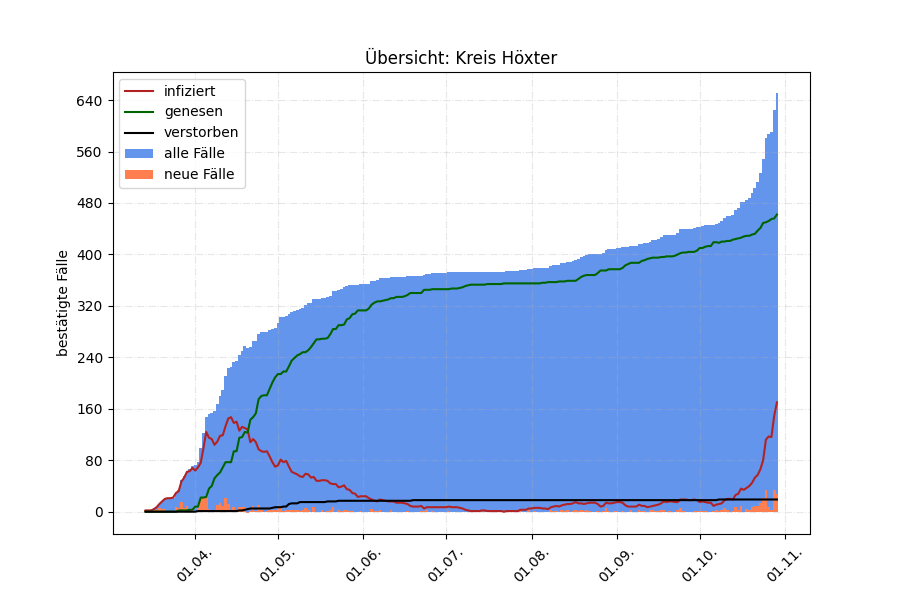 Übersicht: Kreis Höxter
infiziert
genesen
verstorben
alle Fälle
neue Fälle
bestätigte Fälle
640
560
480
400
320
240
160
80
0
01.04.
01.05.
01.06.
01.07.
01.08.
01.09.
01.10.
01.11.